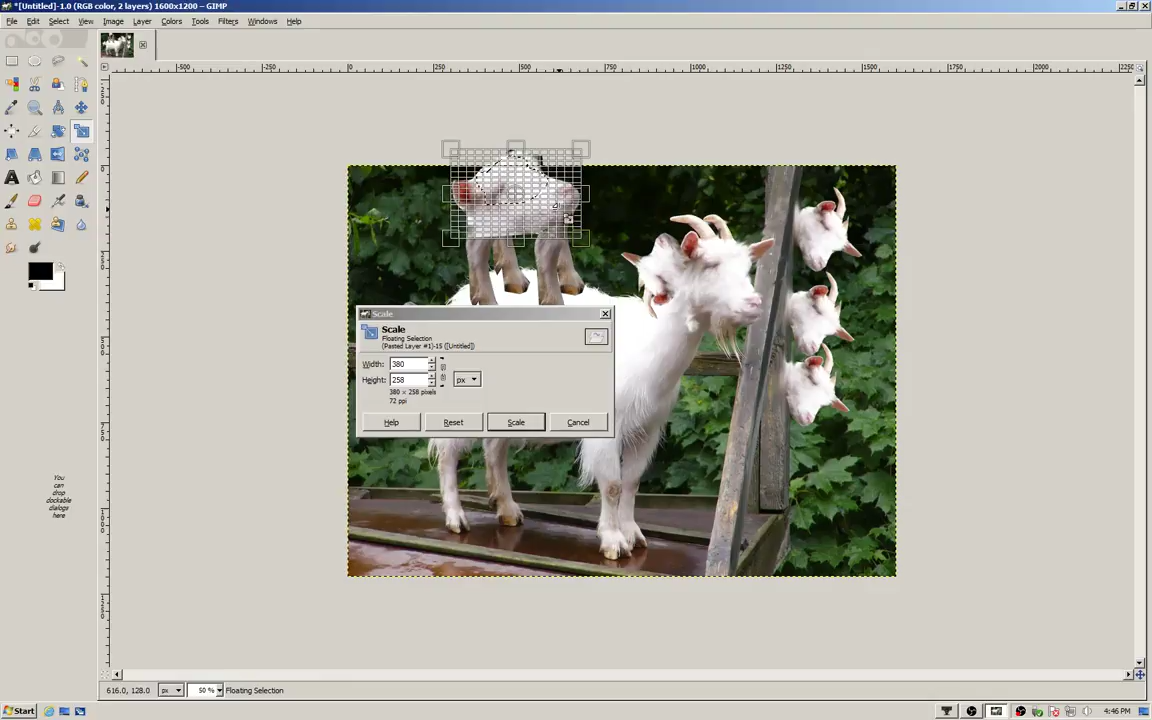 *[Untitled]-1.0 (RGB color, 2 layers) 1600x1200 – GIMP
File Edit Select View Image Layer Colors Tools Filters Windows Help
-500 -250 0 250 500 750 1000 1250 1500 1750 2000 2250
Scale
Scale
Floating Selection
(Pasted Layer #1)-15 ([Untitled])
Width: 380
Height: 258 px
380 × 258 pixels
72 ppi
Help Reset Scale Cancel
You
can
drop
dockable
dialogs
here
616.0, 128.0 px 50 % Floating Selection
Start 4:46 PM